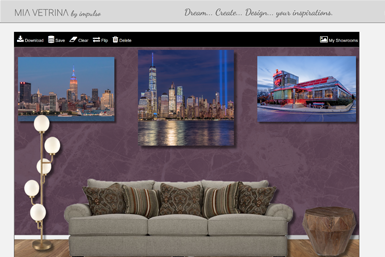 MIA VETRINA by impulse
Dream... Create... Design... your inspirations.
Download Save Clear Flip Delete My Showrooms